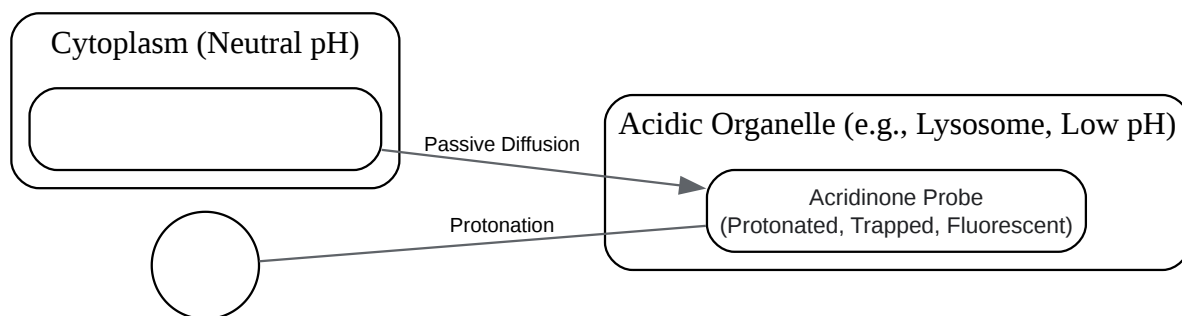 Cytoplasm (Neutral pH)
Passive Diffusion
Acidic Organelle (e.g., Lysosome, Low pH)
Acridinone Probe
(Protonated, Trapped, Fluorescent)
Protonation